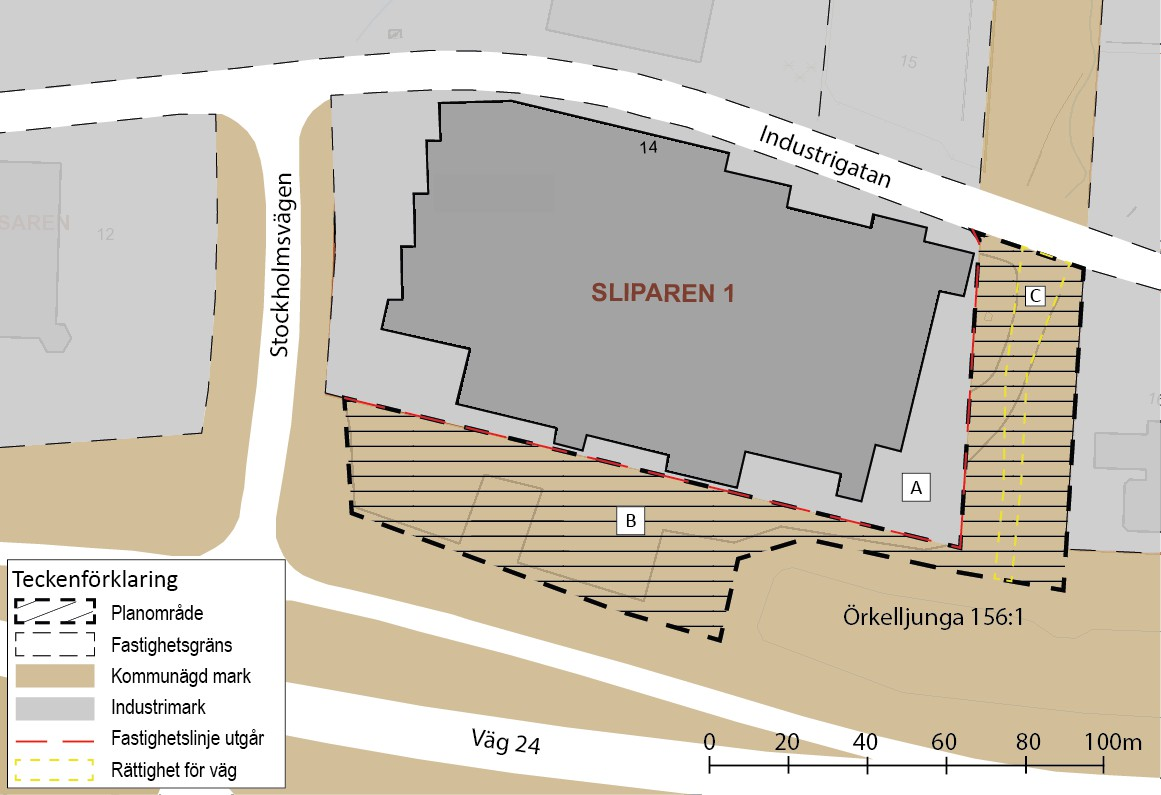 15
Industrigatan
14
SAREN
12
Stockholmsvägen
SLIPAREN 1
C
A
B
Örkelljunga 156:1
Teckenförklaring
Planområde
Fastighetsgräns
Kommunägd mark
Industrimark
Fastighetslinje utgår
Rättighet för väg
Väg 24
0 20 40 60 80 100m